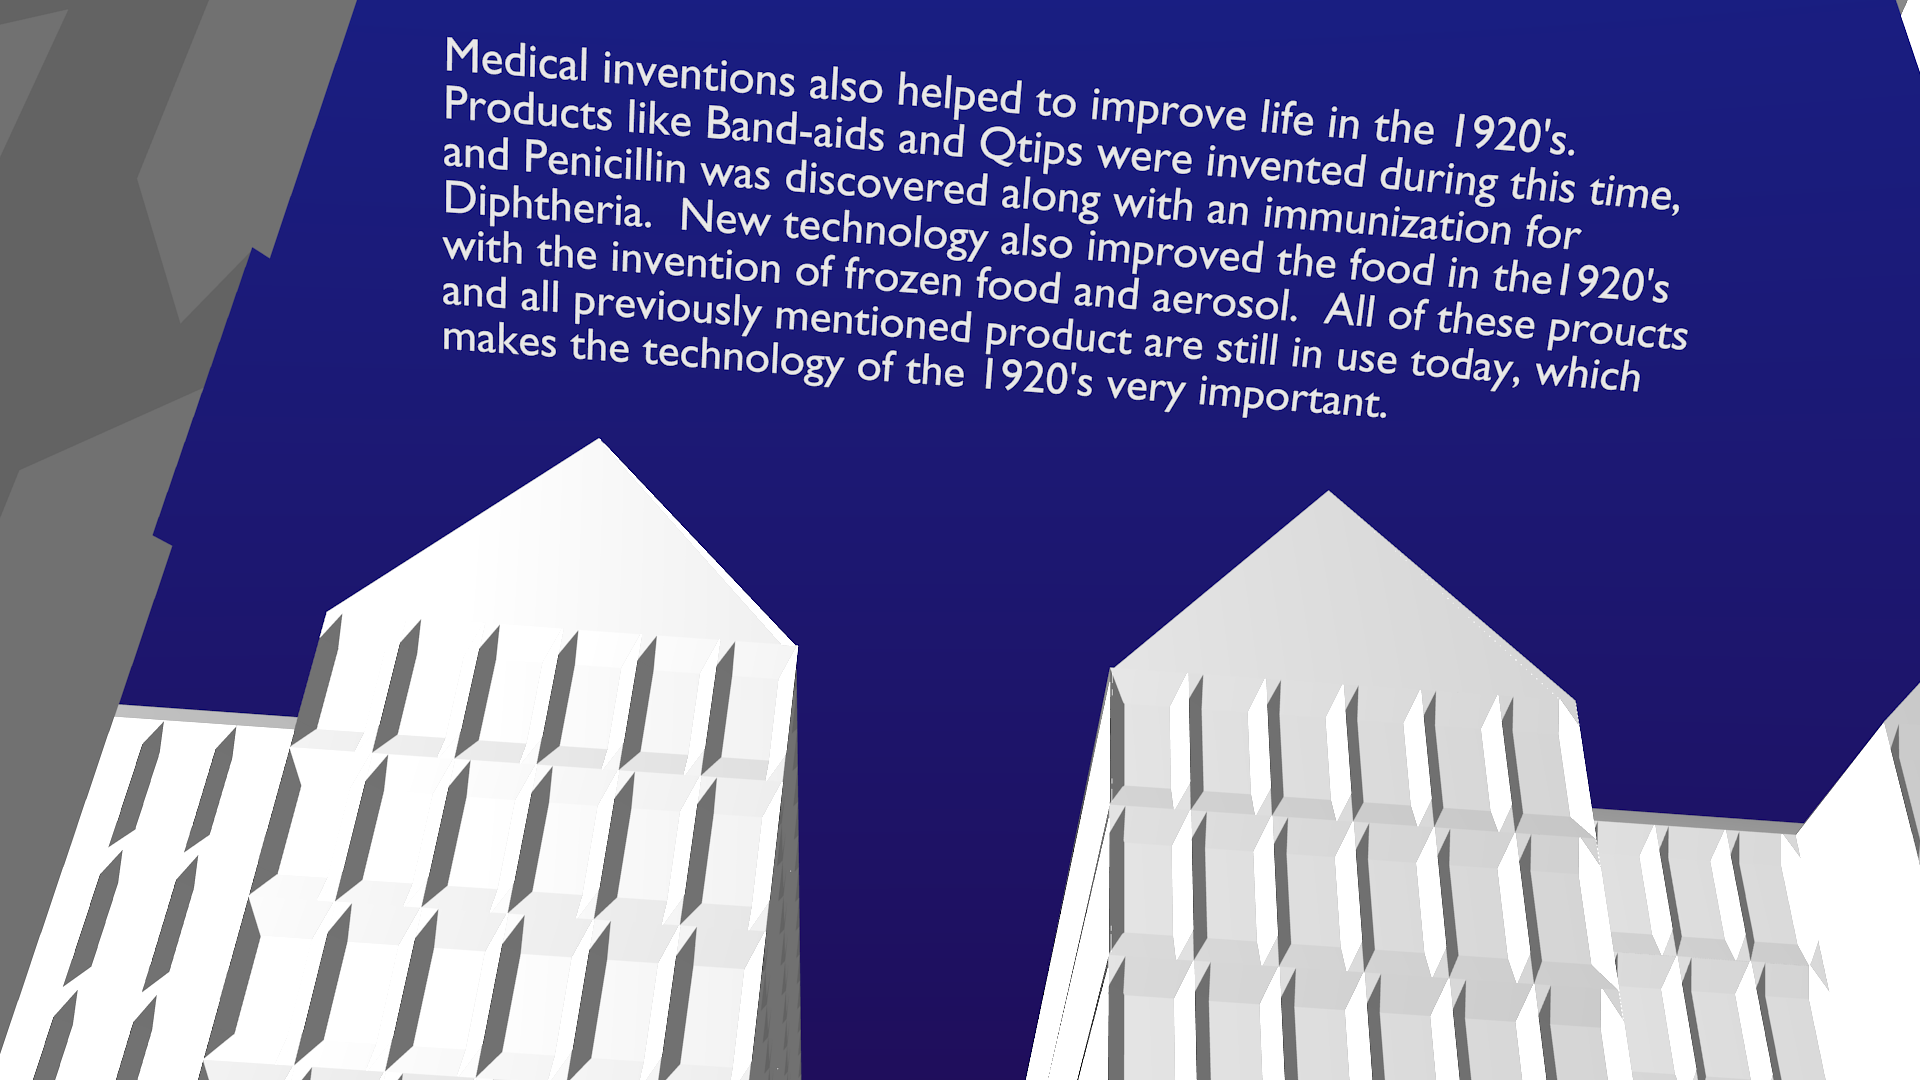 Medical inventions also helped to improve life in the 1920's.
Products like Band-aids and Qtips were invented during this time,
and Penicillin was discovered along with an immunization for
Diphtheria.  New technology also improved the food in the1920's
with the invention of frozen food and aerosol.  All of these proucts
and all previously mentioned product are still in use today, which
makes the technology of the 1920's very important.